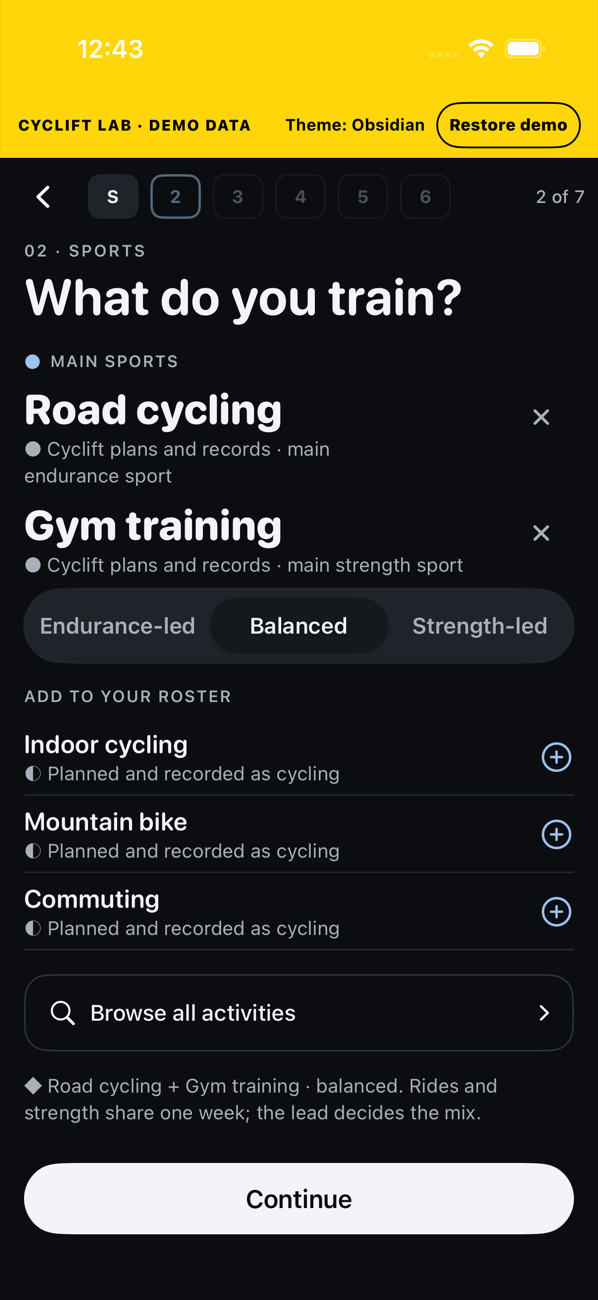 12:43
CYCLIFT LAB · DEMO DATA Theme: Obsidian Restore demo
S 2 3 4 5 6 2 of 7
02 · SPORTS
What do you train?
MAIN SPORTS
Road cycling
Cyclift plans and records · main
endurance sport
Gym training
Cyclift plans and records · main strength sport
Endurance-led Balanced Strength-led
ADD TO YOUR ROSTER
Indoor cycling
Planned and recorded as cycling
Mountain bike
Planned and recorded as cycling
Commuting
Planned and recorded as cycling
Browse all activities
Road cycling + Gym training · balanced. Rides and
strength share one week; the lead decides the mix.
Continue